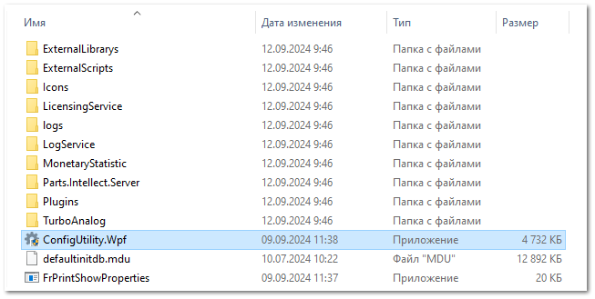 Имя Дата изменения Тип Размер
ExternalLibrarys 12.09.2024 9:46 Папка с файлами
ExternalScripts 12.09.2024 9:46 Папка с файлами
Icons 12.09.2024 9:46 Папка с файлами
LicensingService 12.09.2024 9:46 Папка с файлами
logs 12.09.2024 9:46 Папка с файлами
LogService 12.09.2024 9:46 Папка с файлами
MonetaryStatistic 12.09.2024 9:46 Папка с файлами
Parts.Intellect.Server 12.09.2024 9:46 Папка с файлами
Plugins 12.09.2024 9:46 Папка с файлами
TurboAnalog 12.09.2024 9:46 Папка с файлами
ConfigUtility.Wpf 09.09.2024 11:38 Приложение 4 732 КБ
defaultinitdb.mdu 10.07.2024 10:22 Файл "MDU" 12 892 КБ
FrPrintShowProperties 09.09.2024 11:37 Приложение 20 КБ